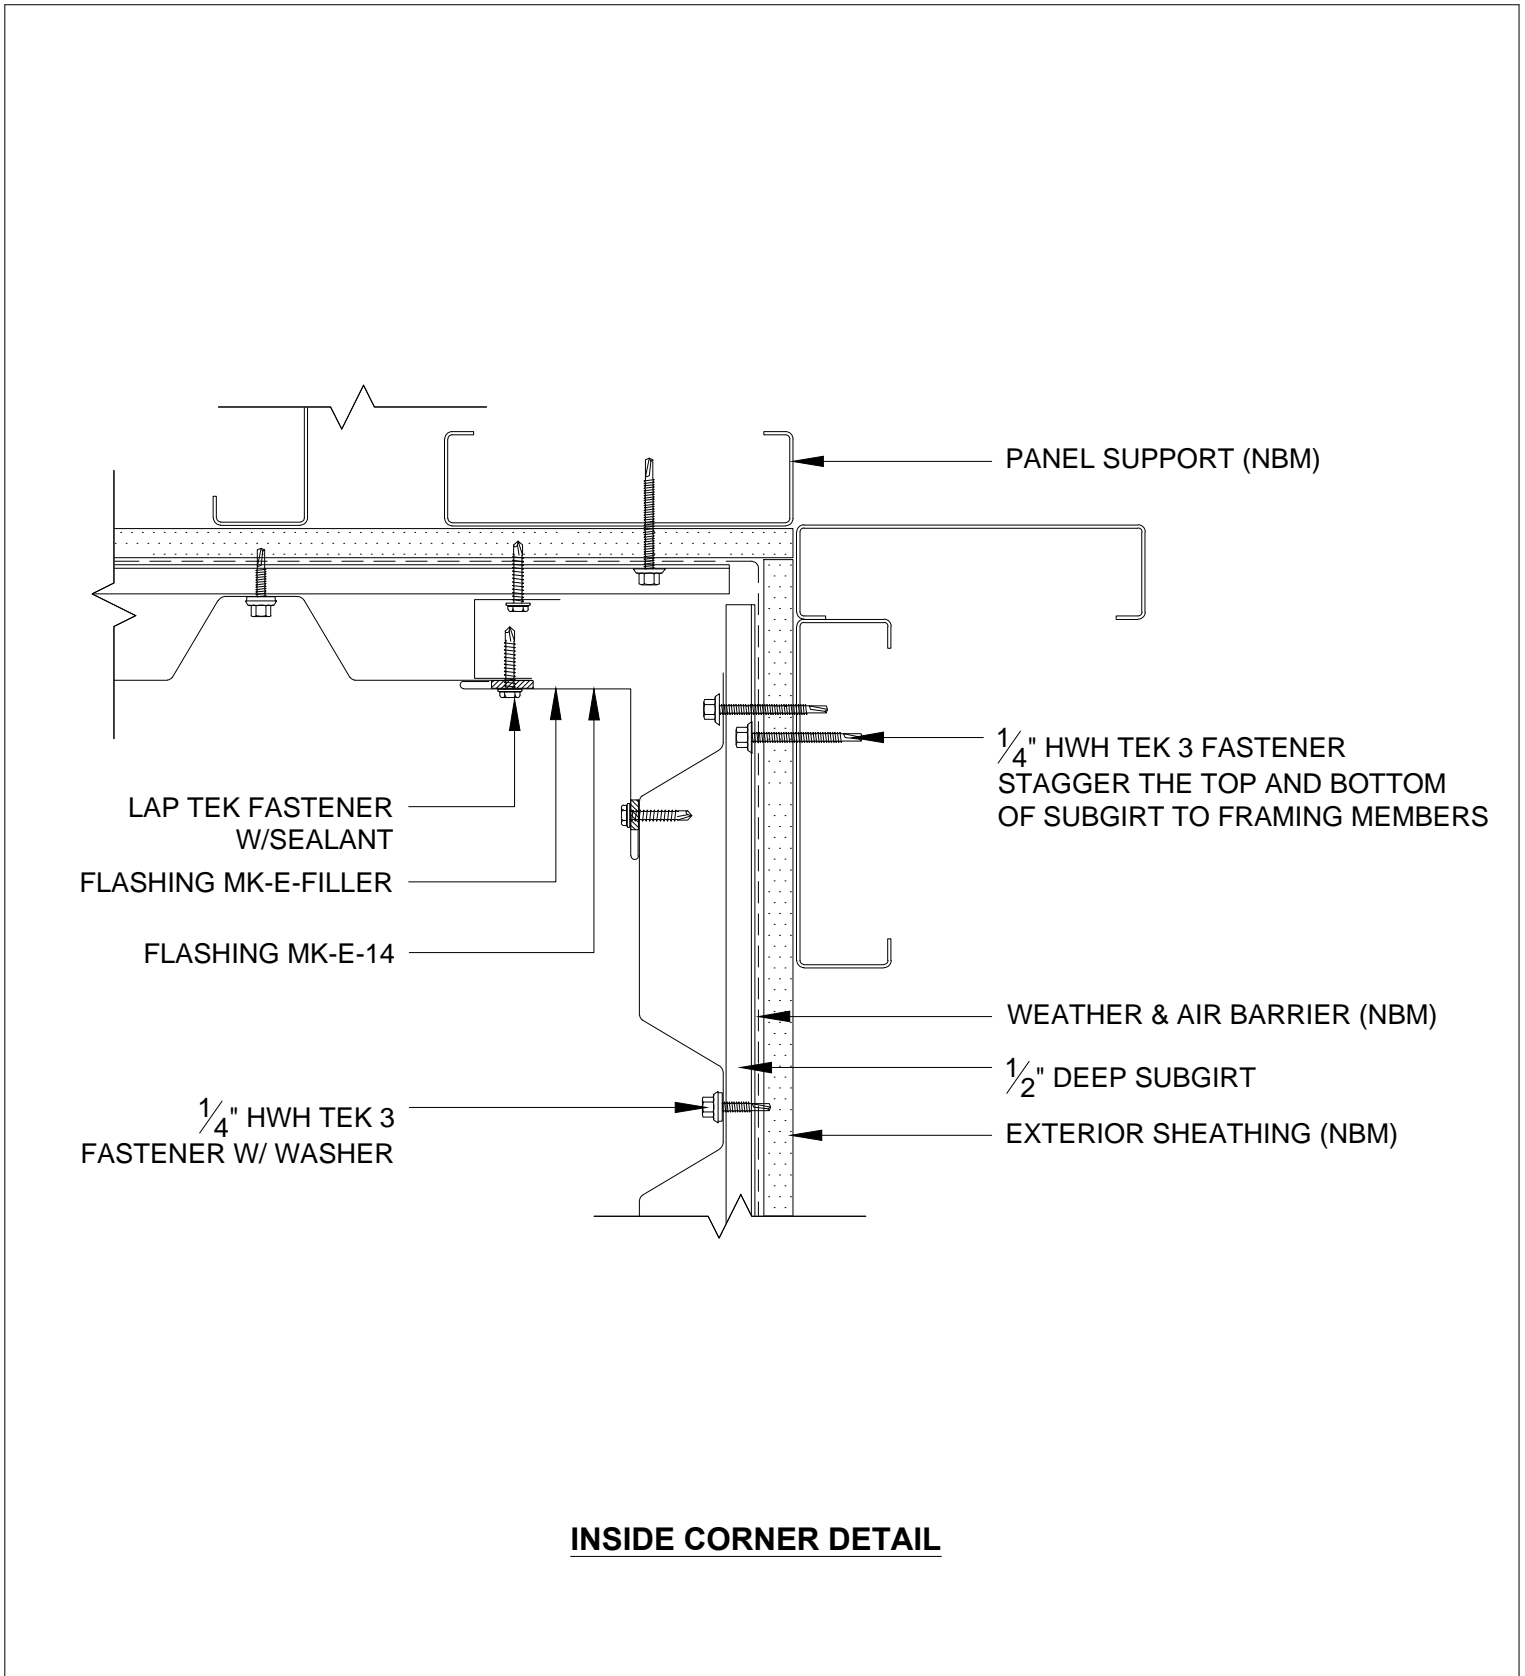 PANEL SUPPORT (NBM)
1/4" HWH TEK 3 FASTENER
STAGGER THE TOP AND BOTTOM
OF SUBGIRT TO FRAMING MEMBERS
LAP TEK FASTENER
W/SEALANT
FLASHING MK-E-FILLER
FLASHING MK-E-14
WEATHER & AIR BARRIER (NBM)
1/2" DEEP SUBGIRT
1/4" HWH TEK 3
FASTENER W/ WASHER
EXTERIOR SHEATHING (NBM)
INSIDE CORNER DETAIL